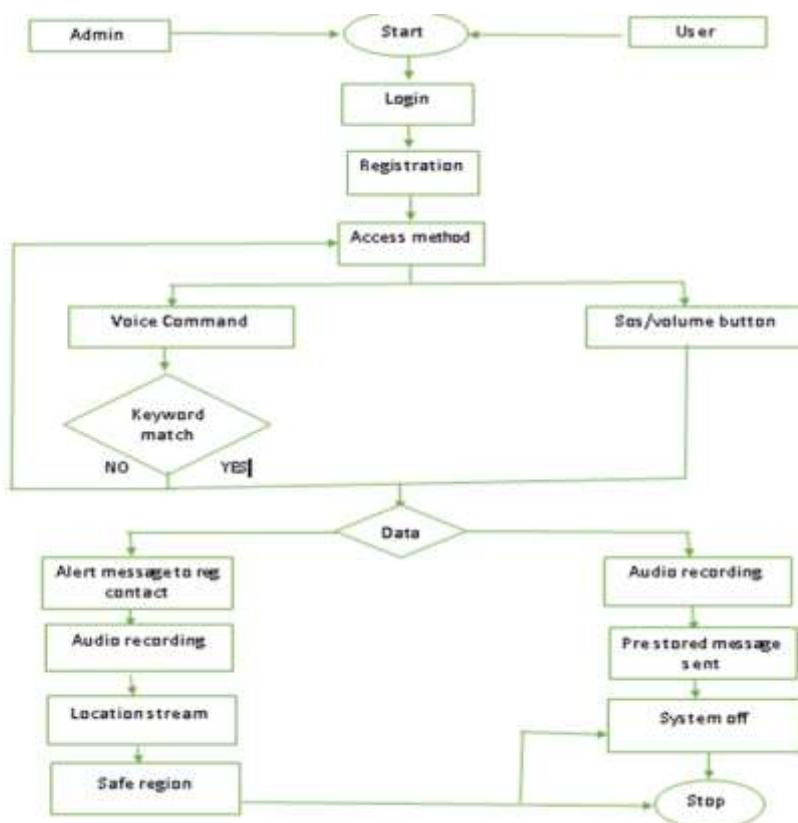 Admin
Start
User
Login
Registration
Access method
Voice Command
Sos/volume button
Keyword
match
NO
YES
Data
Alert message to reg
contact
Audio recording
Audio recording
Pre stored message
sent
Location stream
System off
Safe region
Stop